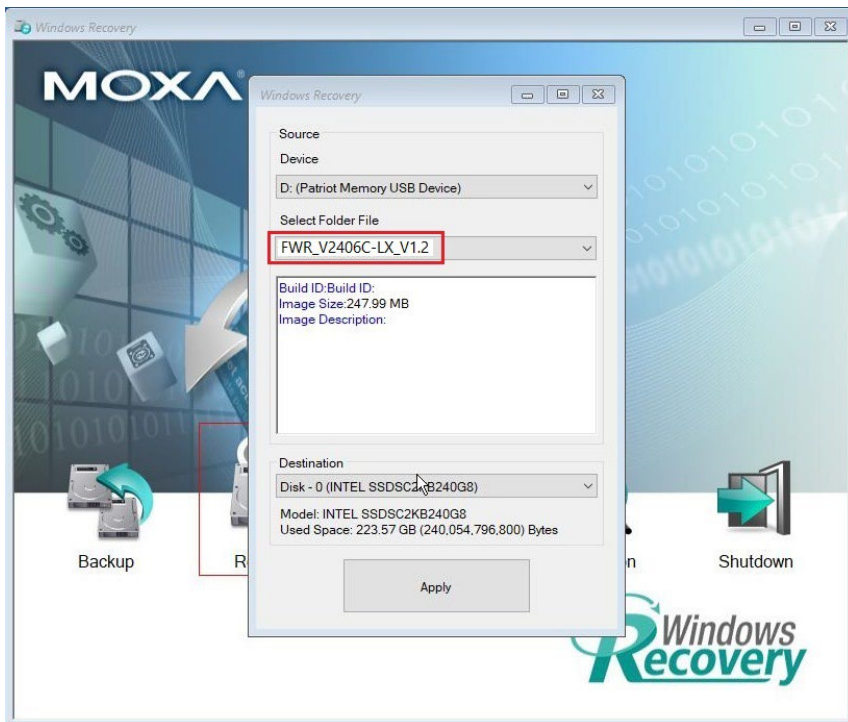 Windows Recovery
MOXA®
Windows Recovery
Source
Device
D: (Patriot Memory USB Device)
Select Folder File
FWR_V2406C-LX_V1.2
Build ID:Build ID:
Image Size:247.99 MB
Image Description:
Destination
Disk - 0 (INTEL SSDSC2KB240G8)
Model: INTEL SSDSC2KB240G8
Used Space: 223.57 GB (240,054,796,800) Bytes
Apply
Backup
R
n
Shutdown
Windows
Recovery